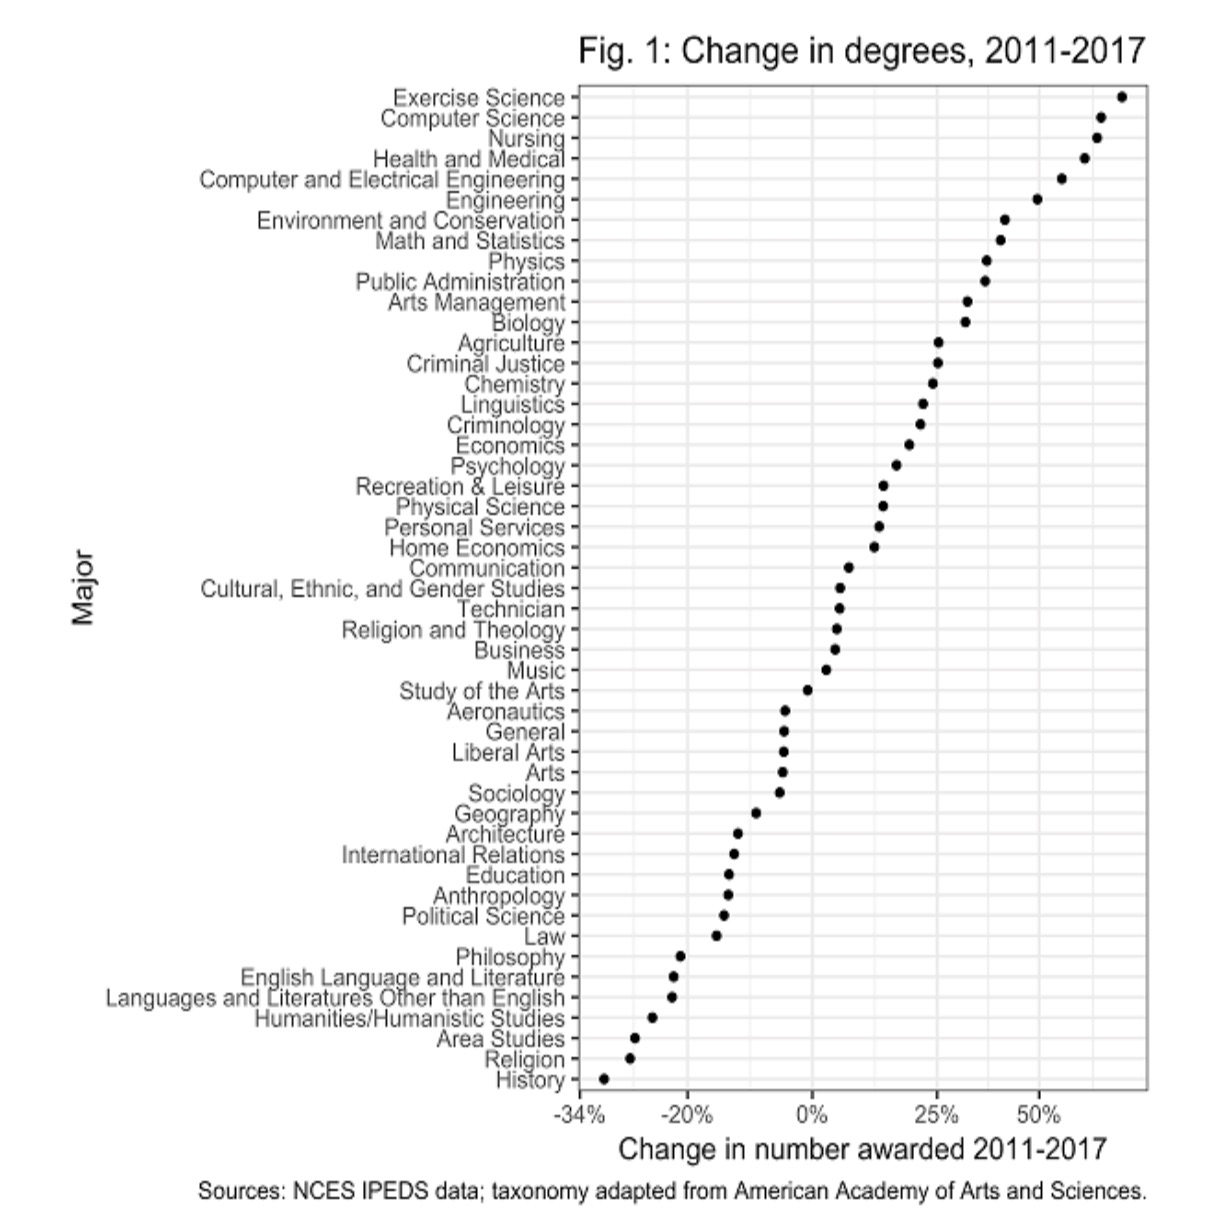 Fig. 1: Change in degrees, 2011-2017
Exercise Science
Computer Science
Nursing
Health and Medical
Computer and Electrical Engineering
Engineering
Environment and Conservation
Math and Statistics
Physics
Public Administration
Arts Management
Biology
Agriculture
Criminal Justice
Chemistry
Linguistics
Criminology
Economics
Psychology
Recreation & Leisure
Physical Science
Personal Services
Home Economics
Communication
Cultural, Ethnic, and Gender Studies
Technician
Religion and Theology
Business
Music
Study of the Arts
Aeronautics
General
Liberal Arts
Arts
Sociology
Geography
Architecture
International Relations
Education
Anthropology
Political Science
Law
Philosophy
English Language and Literature
Languages and Literatures Other than English
Humanities/Humanistic Studies
Area Studies
Religion
History
Major
-34% -20% 0% 25% 50%
Change in number awarded 2011-2017
Sources: NCES IPEDS data; taxonomy adapted from American Academy of Arts and Sciences.